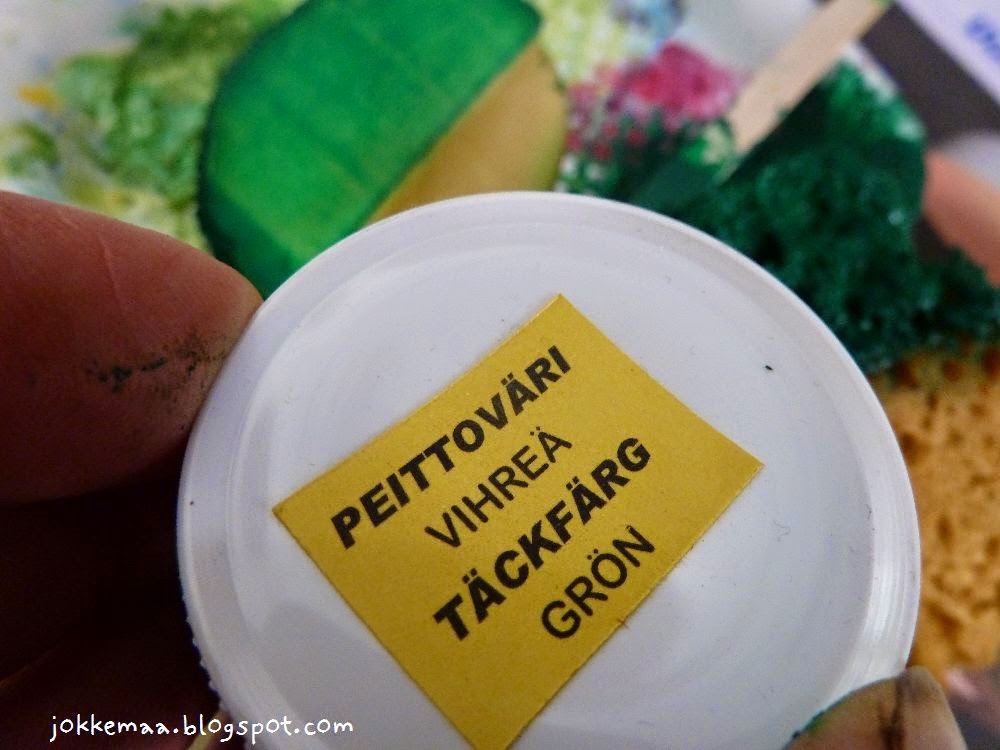 PEITTOVÄRI
VIHREÄ
TÄCKFÄRG
GRÖN
jokkemaa.blogspot.com